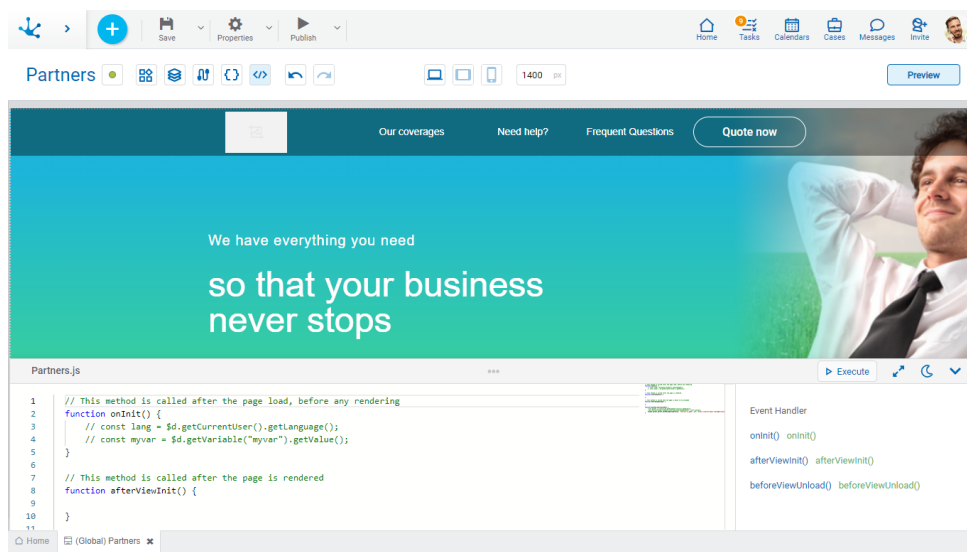 Save
Properties
Publish
Home
9
Tasks
Calendars
Cases
Messages
Invite
Partners
1400 px
Preview
Our coverages
Need help?
Frequent Questions
Quote now
We have everything you need
so that your business
never stops
Partners.js
Execute
1 // This method is called after the page load, before any rendering
2 function onInit() {
3 // const lang = $d.getCurrentUser().getLanguage();
4 // const myvar = $d.getVariable("myvar").getValue();
5 }
6
7 // This method is called after the page is rendered
8 function afterViewInit() {
9
10 }
11
Event Handler
onInit() onInit()
afterViewInit() afterViewInit()
beforeViewUnload() beforeViewUnload()
Home
(Global) Partners